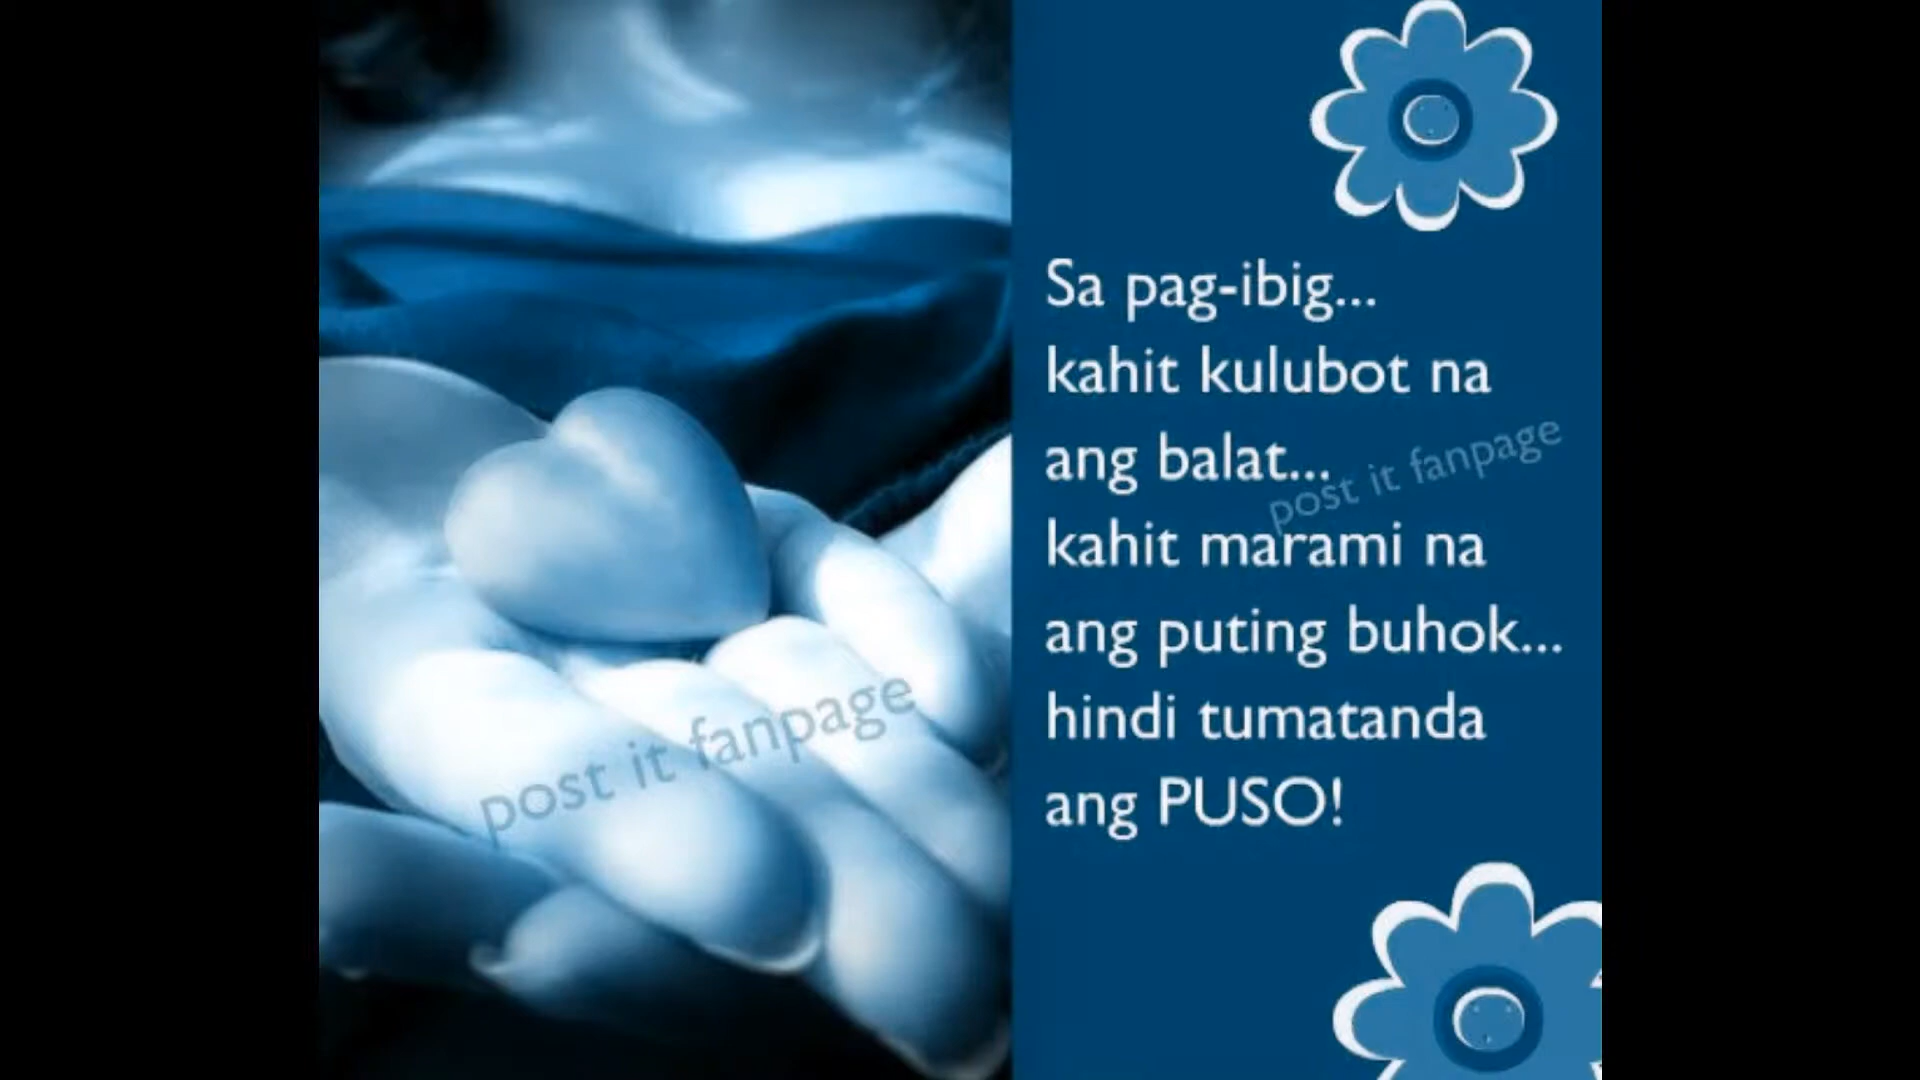 Sa pag-ibig...
kahit kulubot na
ang balat...
post it fanpage
kahit marami na
ang puting buhok...
hindi tumatanda
ang PUSO!
post it fanpage